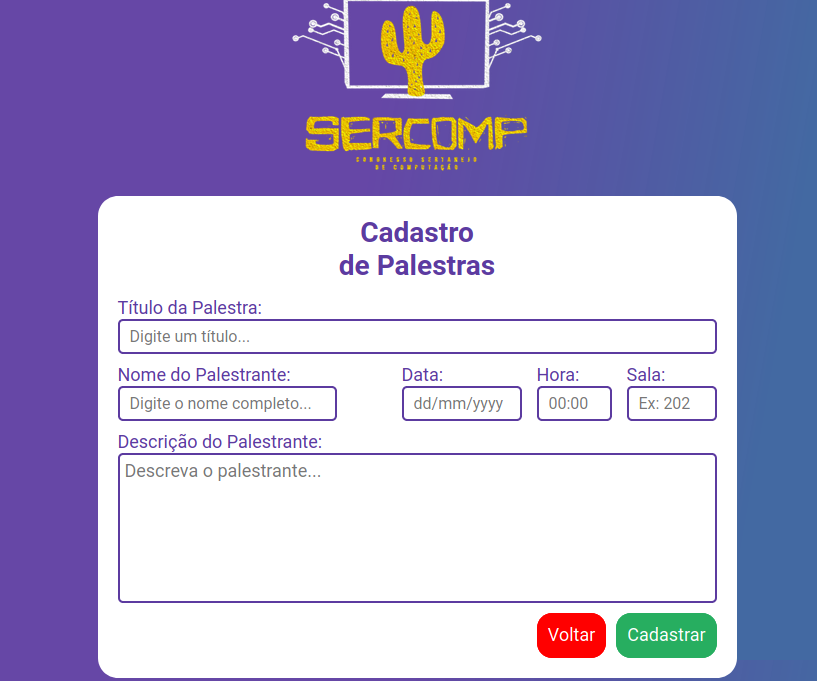 SERCOMP
CONGRESSO SERTANEJO
DE COMPUTAÇÃO
Cadastro
de Palestras
Título da Palestra:
Digite um título...
Nome do Palestrante: Data: Hora: Sala:
Digite o nome completo... dd/mm/yyyy 00:00 Ex: 202
Descrição do Palestrante:
Descreva o palestrante...
Voltar Cadastrar